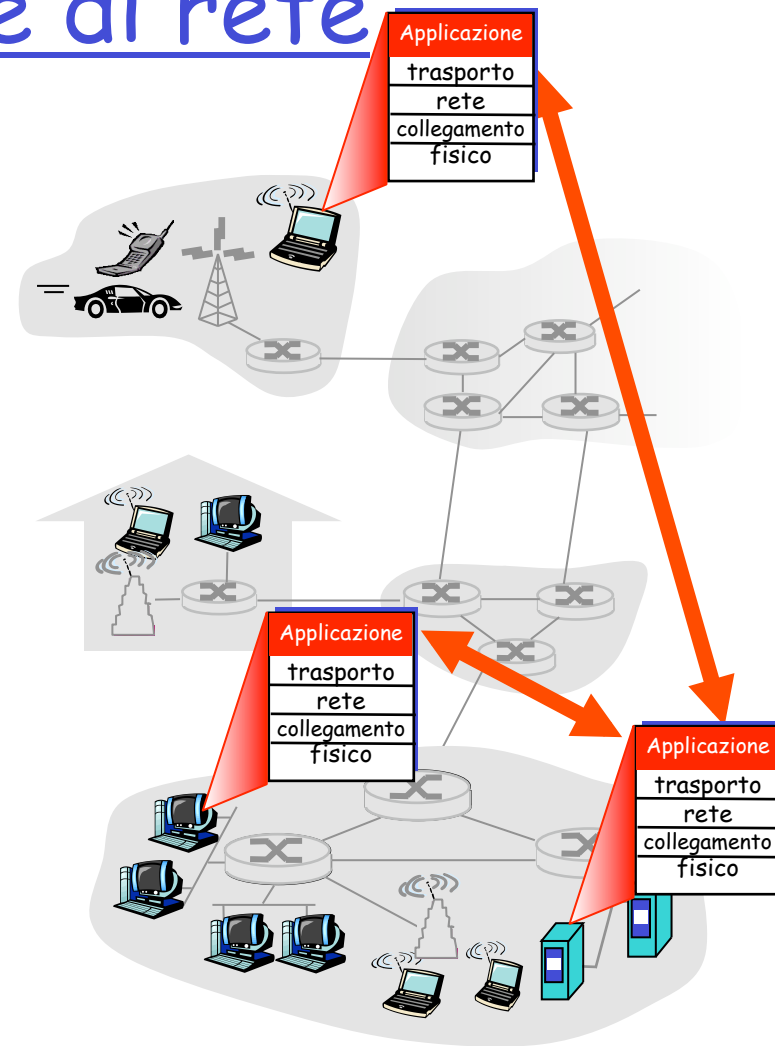 e di rete
Applicazione
trasporto
rete
collegamento
fisico
Applicazione
trasporto
rete
collegamento
fisico
Applicazione
trasporto
rete
collegamento
fisico